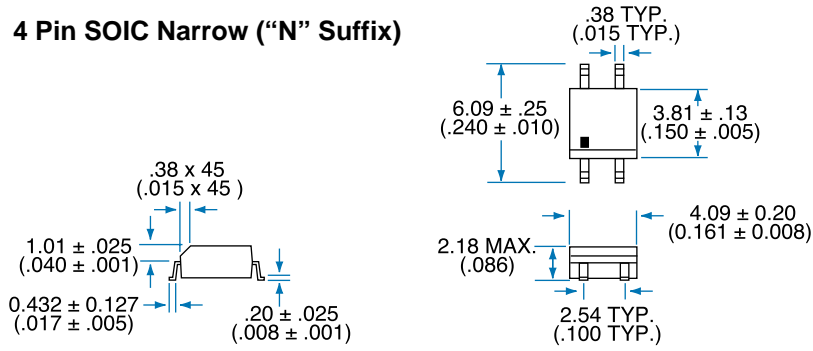 4 Pin SOIC Narrow (“N” Suffix)
.38 TYP.
(.015 TYP.)
6.09 ± .25
(.240 ± .010)
3.81 ± .13
(.150 ± .005)
.38 x 45
(.015 x 45 )
1.01 ± .025
(.040 ± .001)
0.432 ± 0.127
(.017 ± .005)
.20 ± .025
(.008 ± .001)
4.09 ± 0.20
(0.161 ± 0.008)
2.18 MAX.
(.086)
2.54 TYP.
(.100 TYP.)